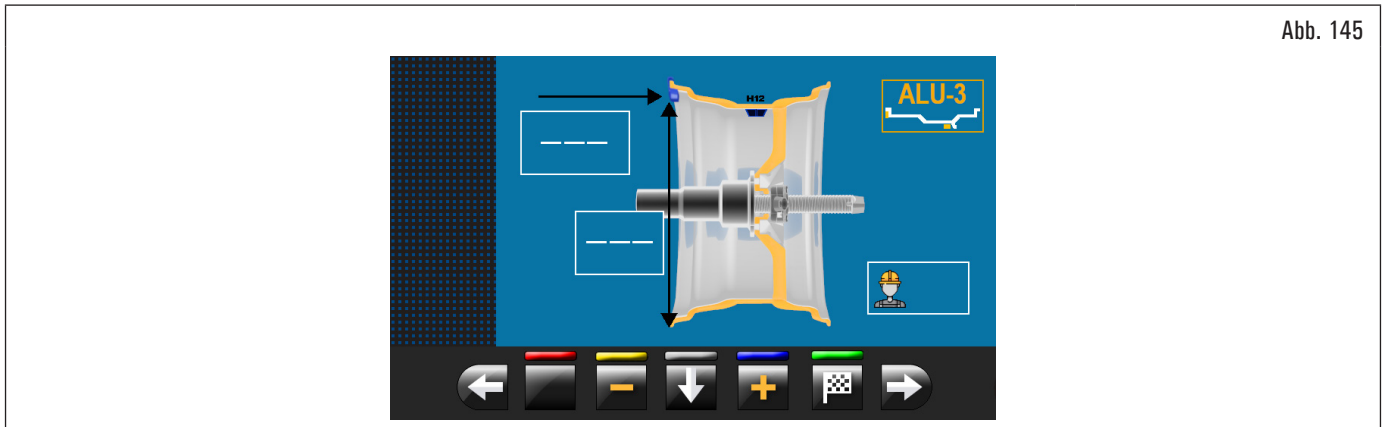 Abb. 145
H12
ALU-3
– – –
– – –